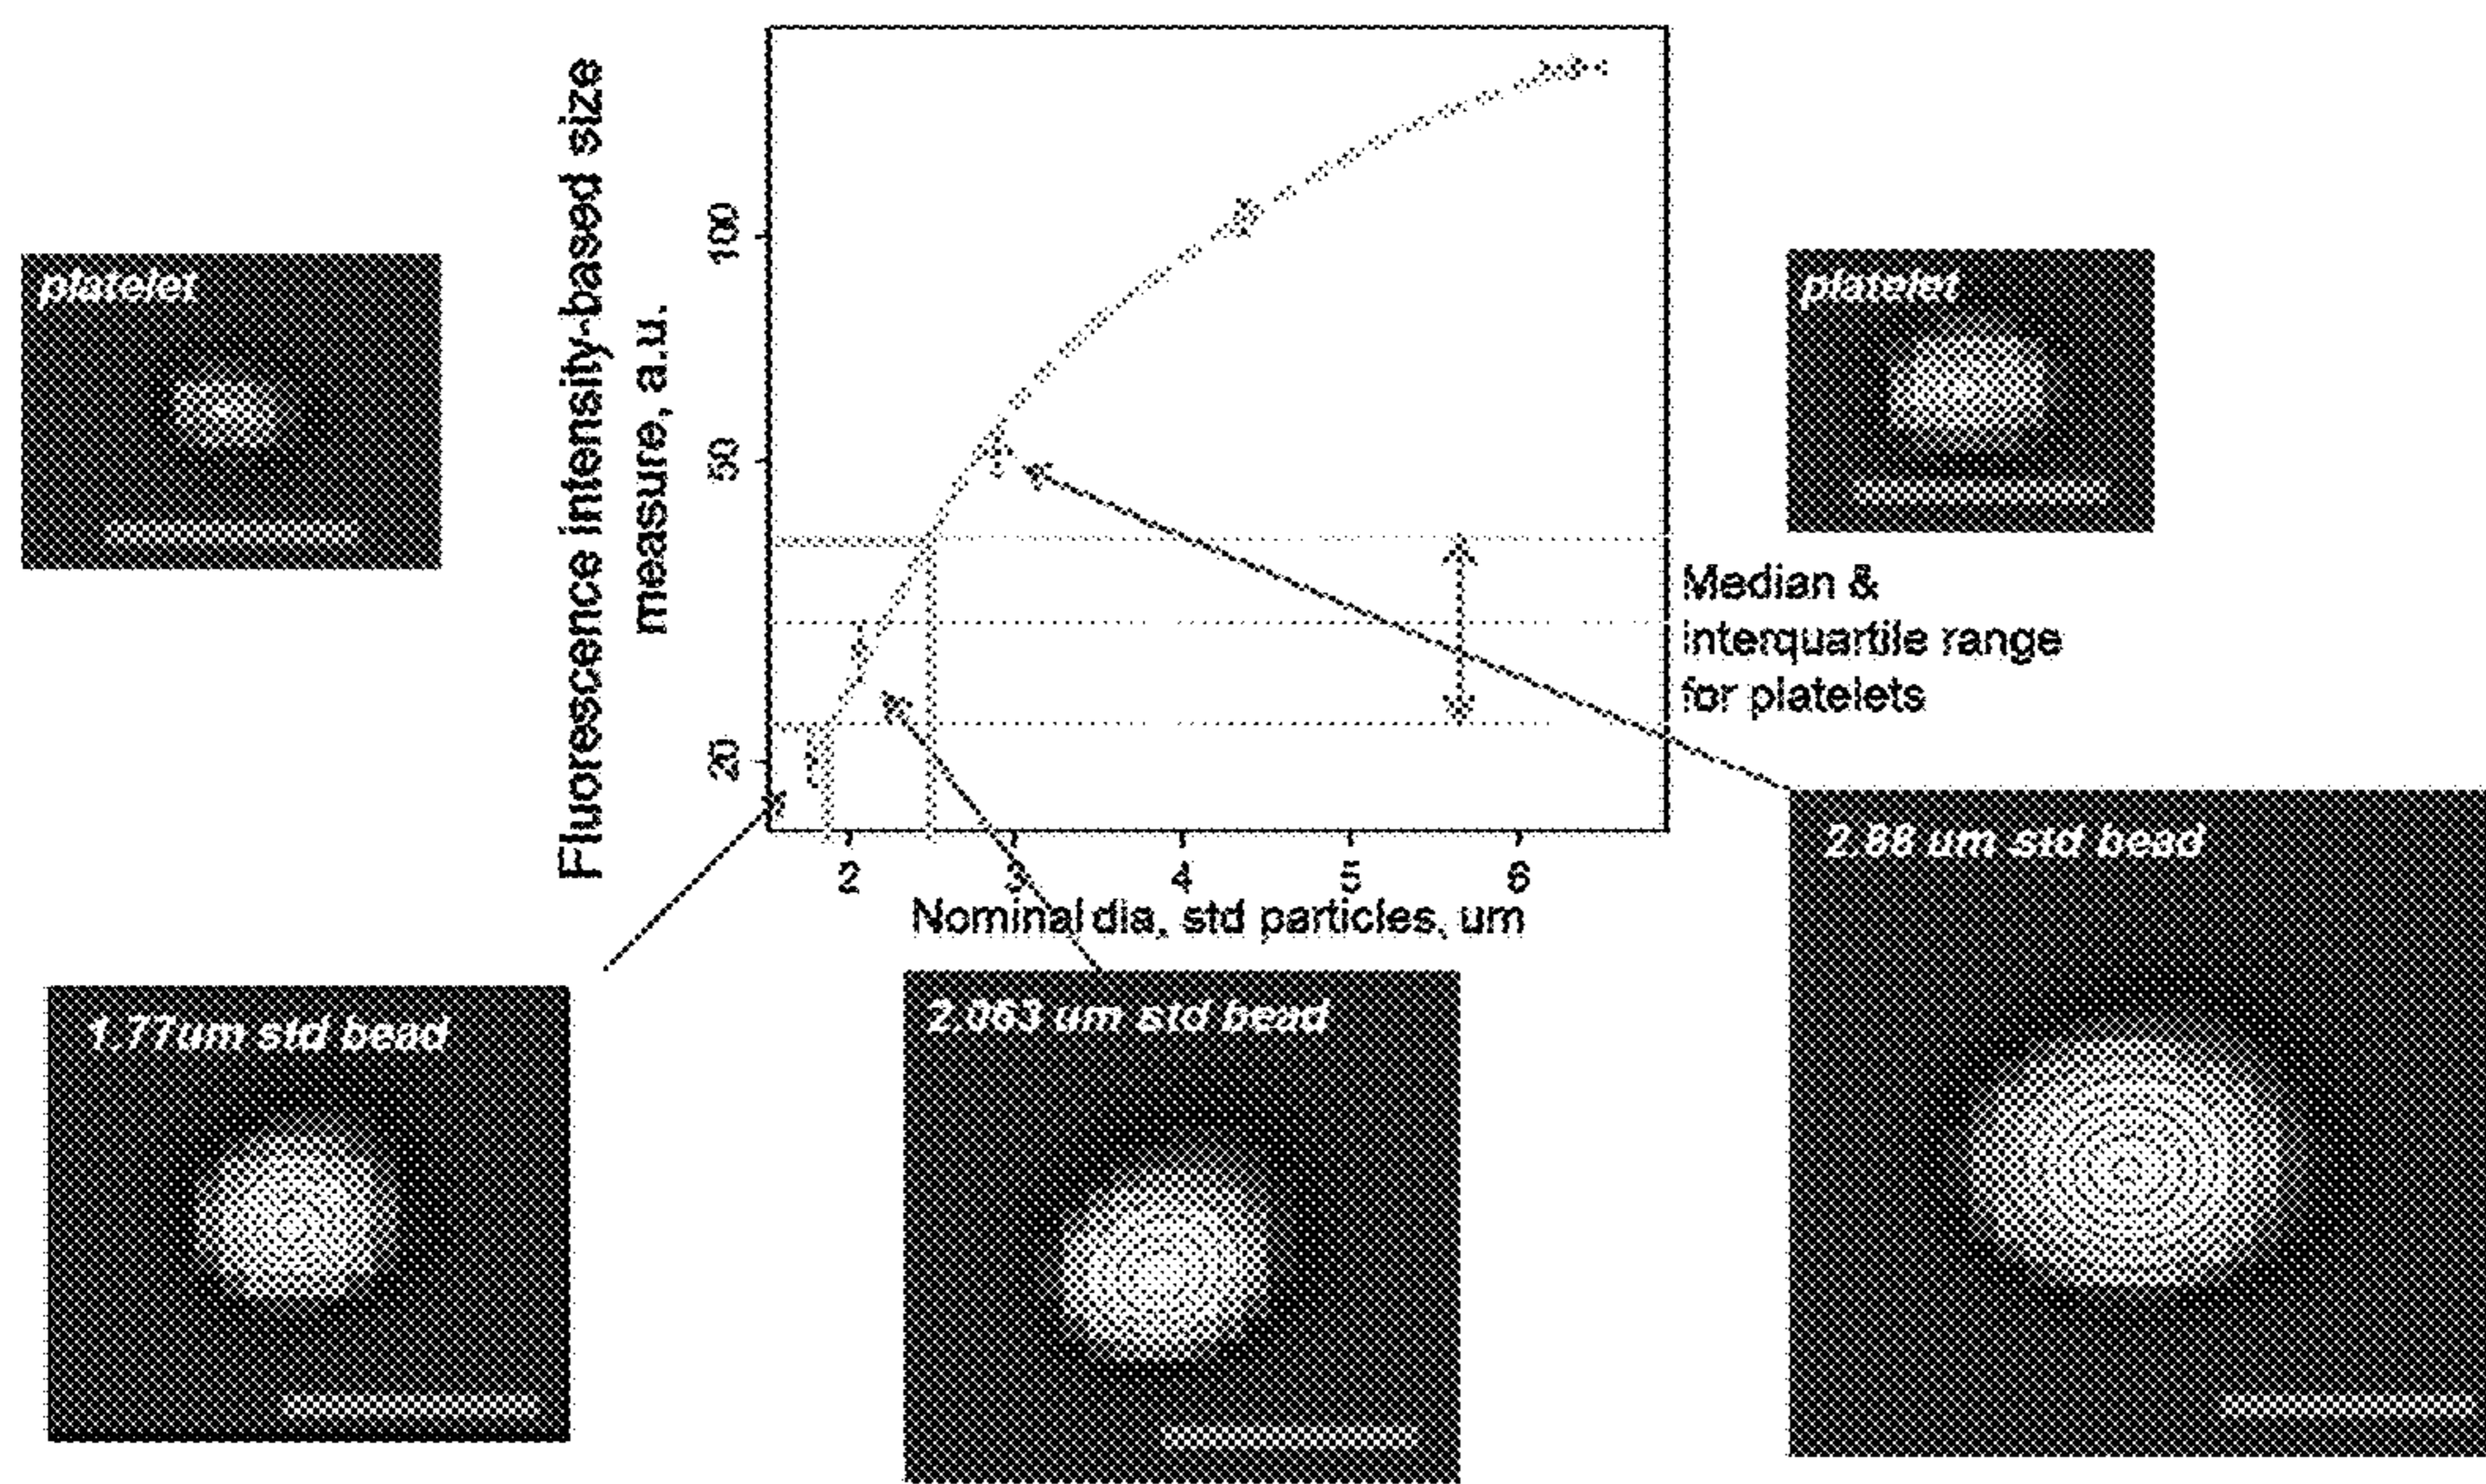 Fluorescence intensity-based size
measure, a.u.
100
50
20
2
3
4
5
6
Nominal dia, std particles, um
platelet
platelet
Median &
interquartile range
for platelets
1.77um std bead
2.063 um std bead
2.88 um std bead